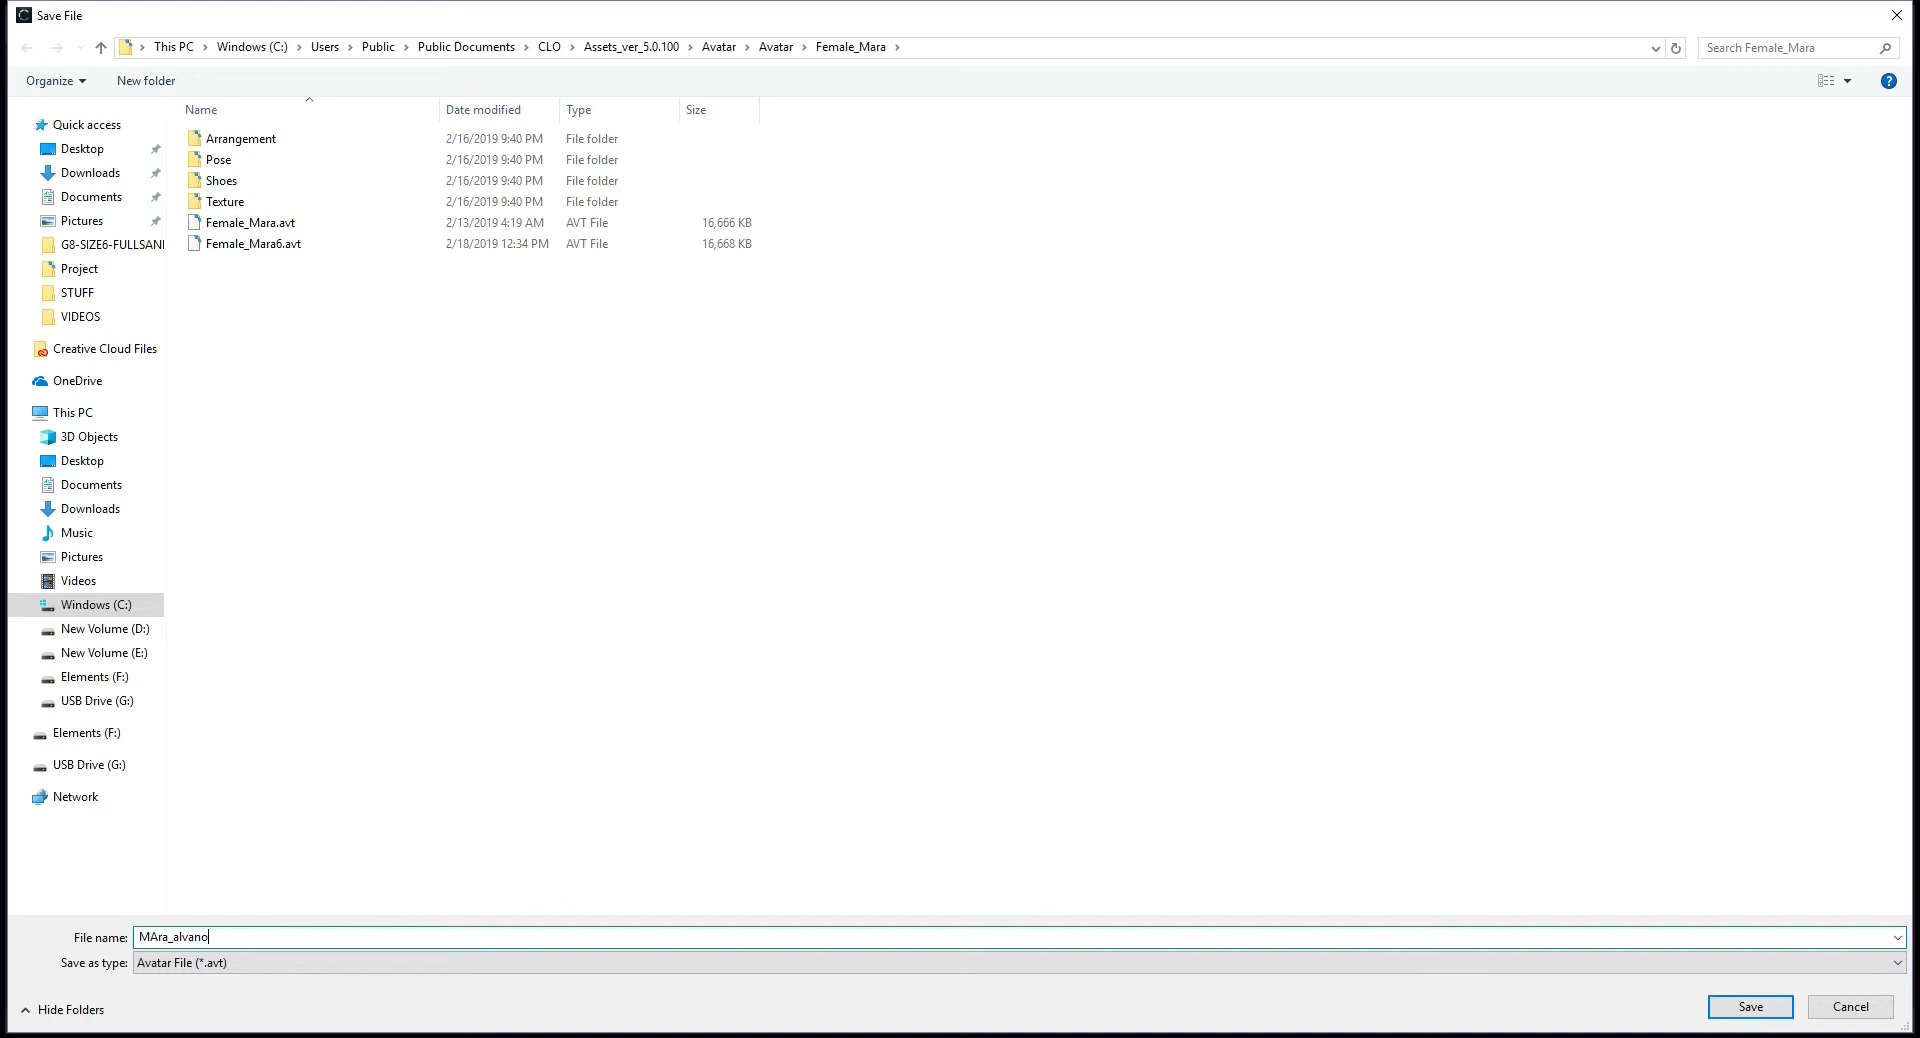 Save File
This PC Windows (C:) Users Public Public Documents CLO Assets_ver_5.0.100 Avatar Avatar Female_Mara
Search Female_Mara
Organize New folder
Name Date modified Type Size
Quick access
Desktop
Downloads
Documents
Pictures
G8-SIZE6-FULLSAN
Project
STUFF
VIDEOS
Creative Cloud Files
OneDrive
This PC
3D Objects
Desktop
Documents
Downloads
Music
Pictures
Videos
Windows (C:)
New Volume (D:)
New Volume (E:)
Elements (F:)
USB Drive (G:)
Elements (F:)
USB Drive (G:)
Network
Arrangement 2/16/2019 9:40 PM File folder
Pose 2/16/2019 9:40 PM File folder
Shoes 2/16/2019 9:40 PM File folder
Texture 2/16/2019 9:40 PM File folder
Female_Mara.avt 2/13/2019 4:19 AM AVT File 16,666 KB
Female_Mara6.avt 2/18/2019 12:34 PM AVT File 16,668 KB
File name: MAra_alvano
Save as type: Avatar File (*.avt)
Hide Folders
Save Cancel